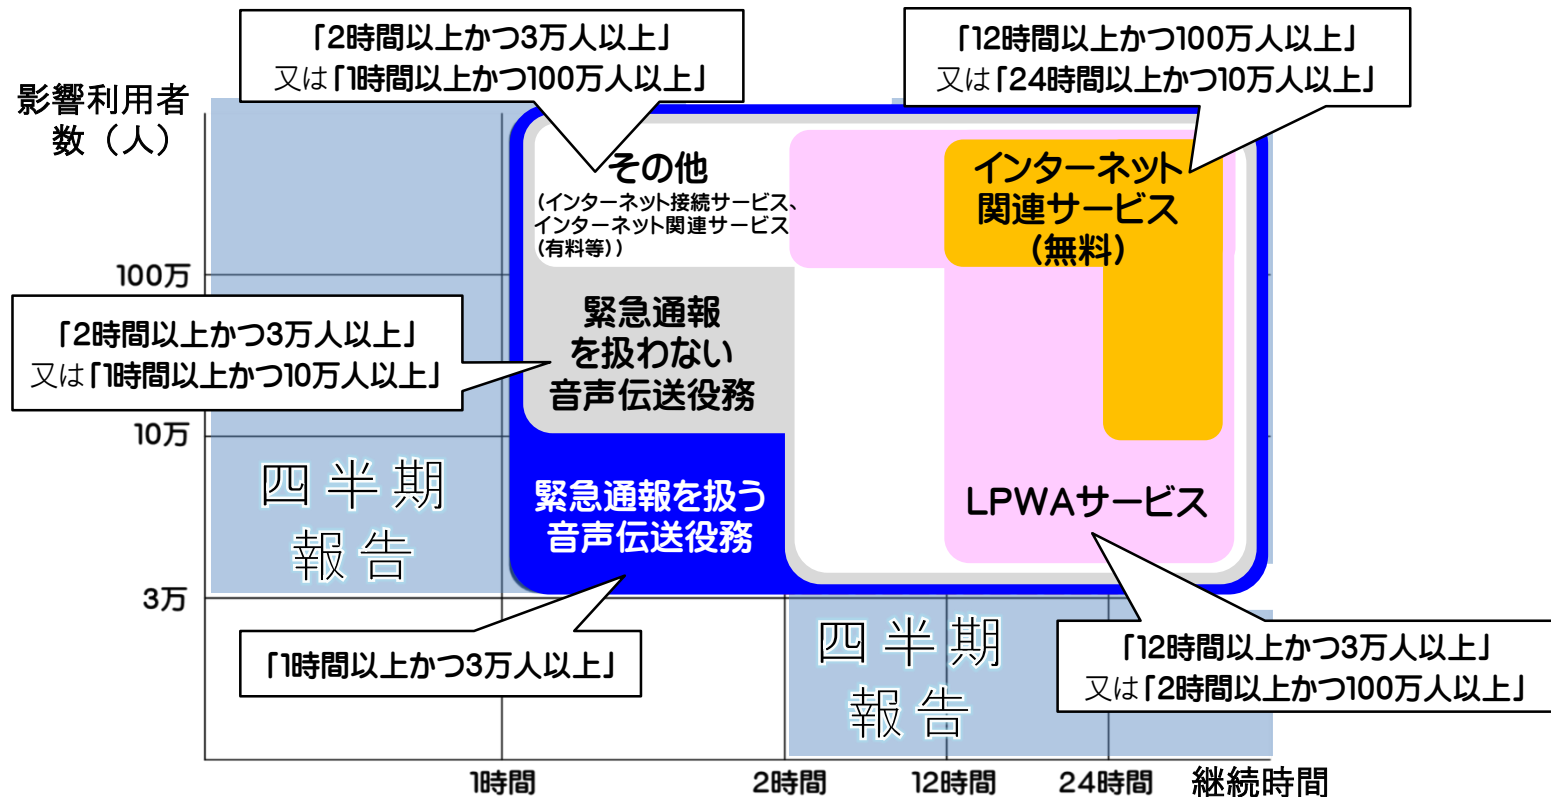 「2時間以上かつ3万人以上」
又は「1時間以上かつ100万人以上」
「12時間以上かつ100万人以上」
又は「24時間以上かつ10万人以上」
影響利用者
数（人）
その他
(インターネット接続サービス、
インターネット関連サービス
(有料等))
インターネット
関連サービス
(無料)
100万
「2時間以上かつ3万人以上」
又は「1時間以上かつ10万人以上」
緊急通報
を扱わない
音声伝送役務
10万
四半期
報告
緊急通報を扱う
音声伝送役務
LPWAサービス
3万
「1時間以上かつ3万人以上」
四半期
報告
「12時間以上かつ3万人以上」
又は「2時間以上かつ100万人以上」
1時間
2時間
12時間
24時間
継続時間